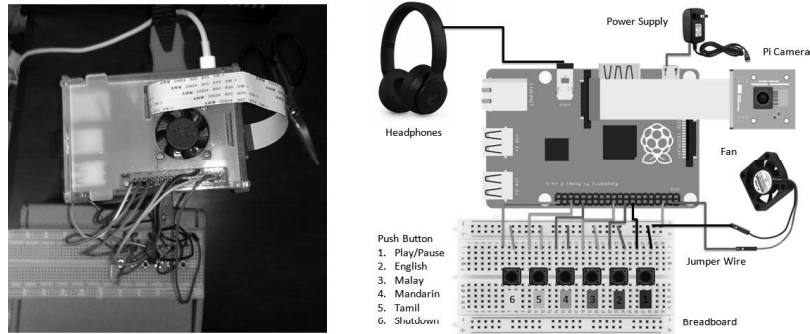 Power Supply
Pi Camera
Headphones
Fan
Push Button
1. Play/Pause
2. English
3. Malay
4. Mandarin
5. Tamil
6. Shutdown
Jumper Wire
6 5 4 3 2 1
Breadboard